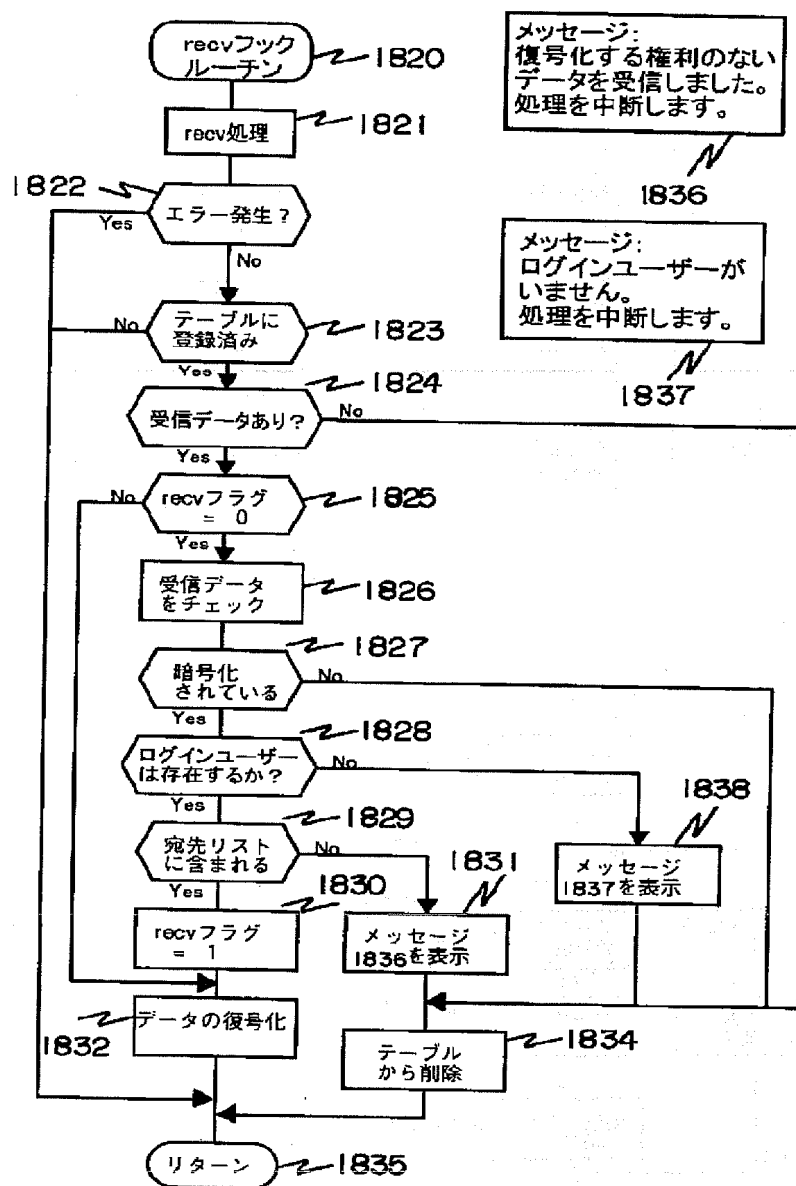 recvフック
ルーチン
1820
recv処理
1821
1822
エラー発生？
Yes
No
テーブルに
登録済み
1823
No
Yes
1824
受信データあり？
No
Yes
recvフラグ
= 0
1825
No
Yes
受信データ
をチェック
1826
1827
暗号化
されている
No
Yes
1828
ログインユーザー
は存在するか？
No
Yes
1829
宛先リスト
に含まれる
No
Yes
1830
recvフラグ
= 1
1831
メッセージ
1836を表示
1838
メッセージ
1837を表示
データの復号化
1832
テーブル
から削除
1834
リターン
1835
メッセージ:
復号化する権利のない
データを受信しました。
処理を中断します。
1836
メッセージ:
ログインユーザーが
いません。
処理を中断します。
1837